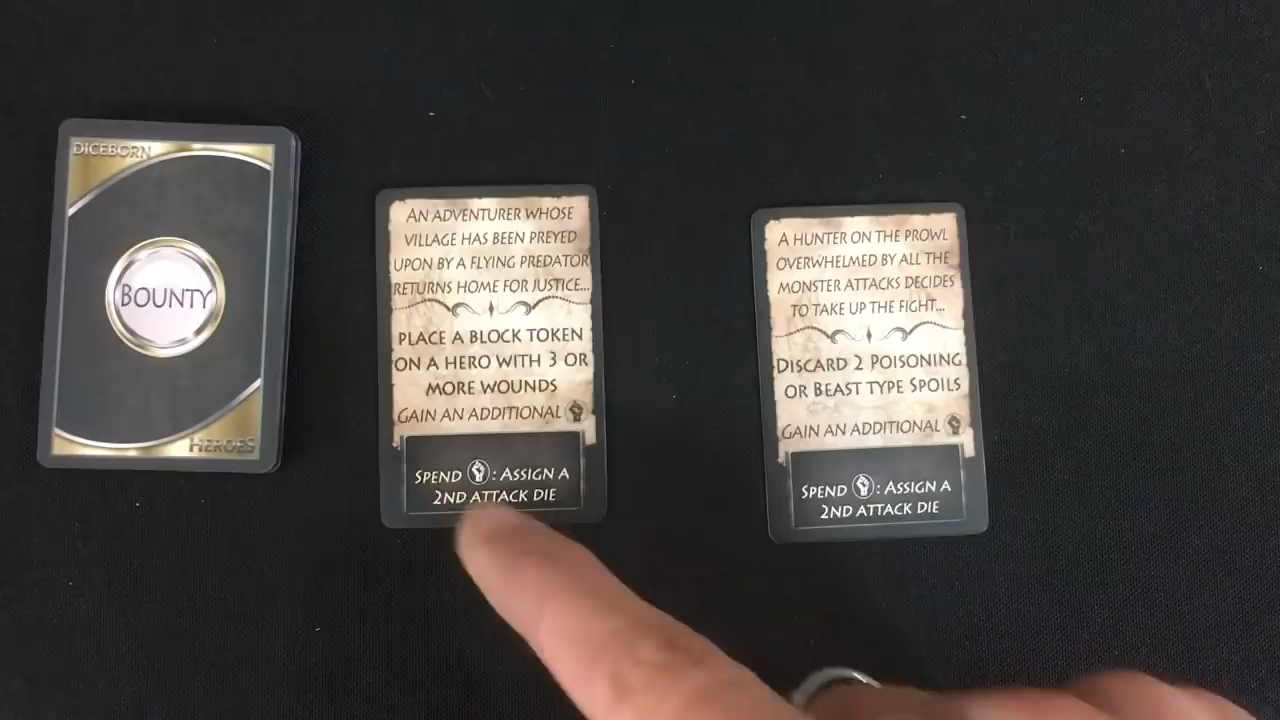 DICEBORN
BOUNTY
HEROES
AN ADVENTURER WHOSE
VILLAGE HAS BEEN PREYED
UPON BY A FLYING PREDATOR
RETURNS HOME FOR JUSTICE...
PLACE A BLOCK TOKEN
ON A HERO WITH 3 OR
MORE WOUNDS
GAIN AN ADDITIONAL
SPEND : ASSIGN A
2ND ATTACK DIE
A HUNTER ON THE PROWL
OVERWHELMED BY ALL THE
MONSTER ATTACKS DECIDES
TO TAKE UP THE FIGHT...
DISCARD 2 POISONING
OR BEAST TYPE SPOILS
GAIN AN ADDITIONAL
SPEND : ASSIGN A
2ND ATTACK DIE